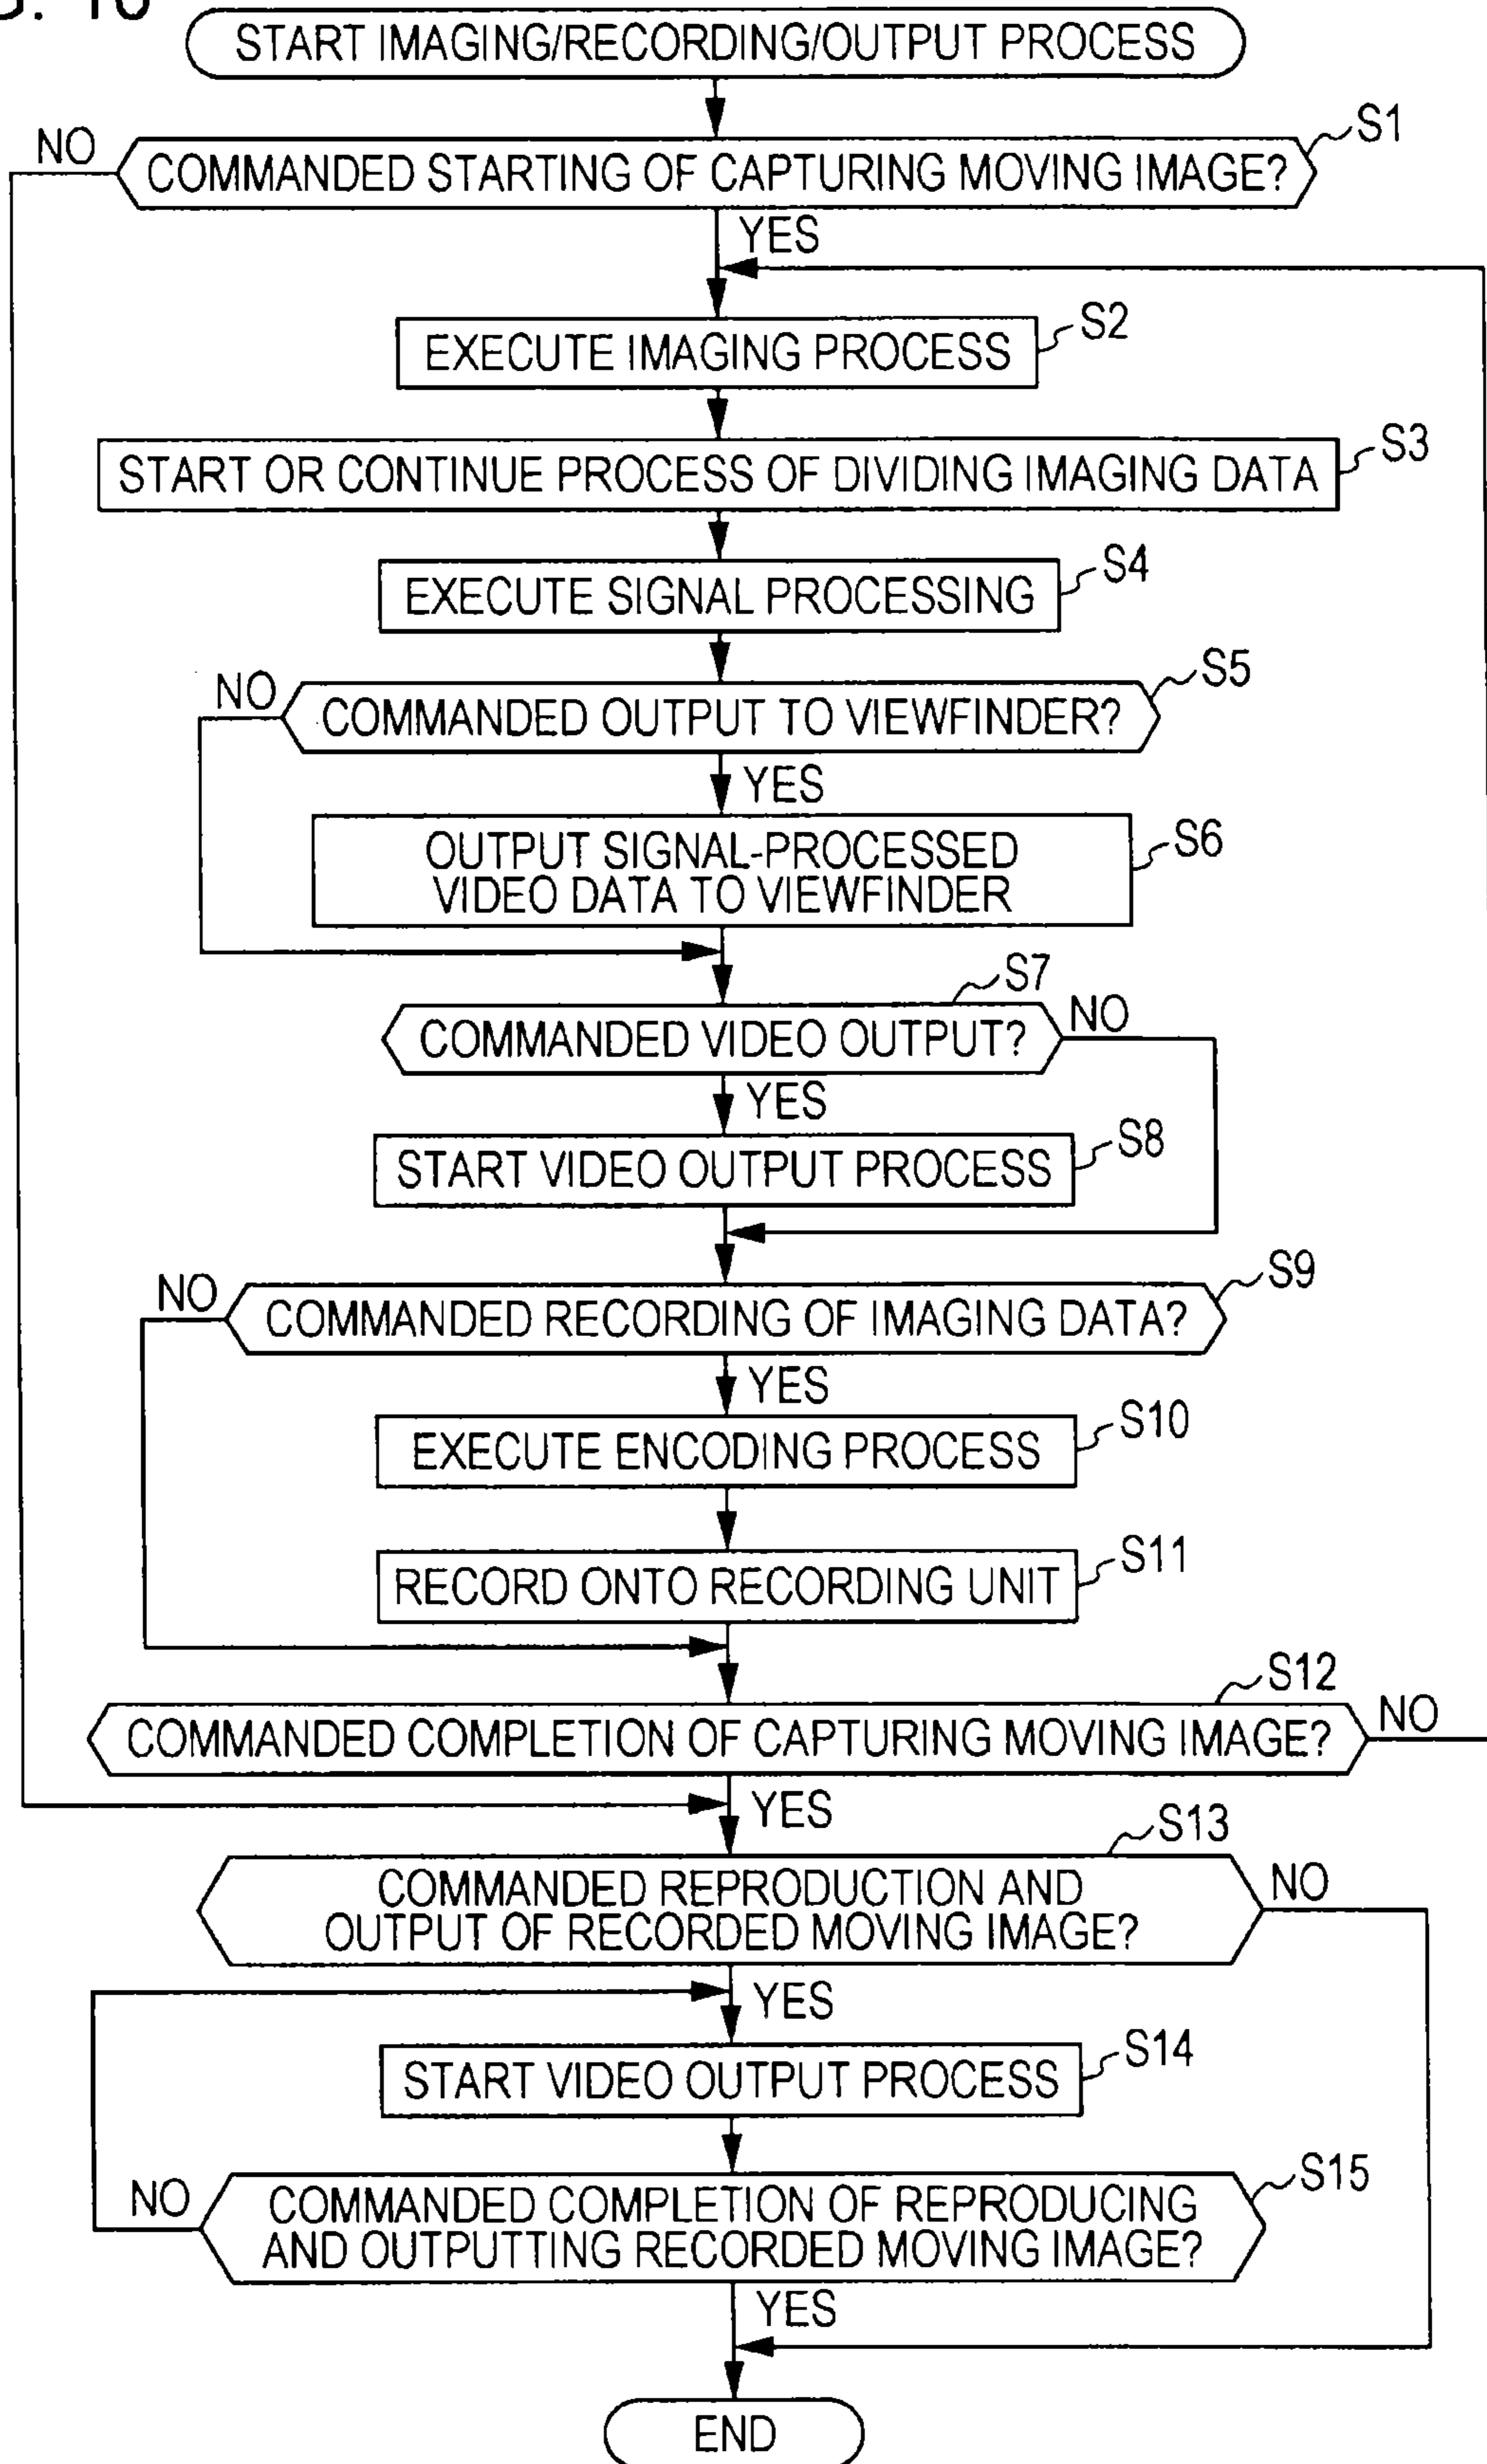 START IMAGING/RECORDING/OUTPUT PROCESS
S1
NO
COMMANDED STARTING OF CAPTURING MOVING IMAGE?
YES
S2
EXECUTE IMAGING PROCESS
S3
START OR CONTINUE PROCESS OF DIVIDING IMAGING DATA
S4
EXECUTE SIGNAL PROCESSING
S5
NO
COMMANDED OUTPUT TO VIEWFINDER?
YES
S6
OUTPUT SIGNAL-PROCESSED
VIDEO DATA TO VIEWFINDER
S7
COMMANDED VIDEO OUTPUT?
NO
YES
S8
START VIDEO OUTPUT PROCESS
S9
NO
COMMANDED RECORDING OF IMAGING DATA?
YES
S10
EXECUTE ENCODING PROCESS
S11
RECORD ONTO RECORDING UNIT
S12
COMMANDED COMPLETION OF CAPTURING MOVING IMAGE?
NO
YES
S13
COMMANDED REPRODUCTION AND
OUTPUT OF RECORDED MOVING IMAGE?
NO
YES
S14
START VIDEO OUTPUT PROCESS
S15
NO
COMMANDED COMPLETION OF REPRODUCING
AND OUTPUTTING RECORDED MOVING IMAGE?
YES
END